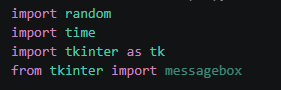 import random
import time
import tkinter as tk
from tkinter import messagebox